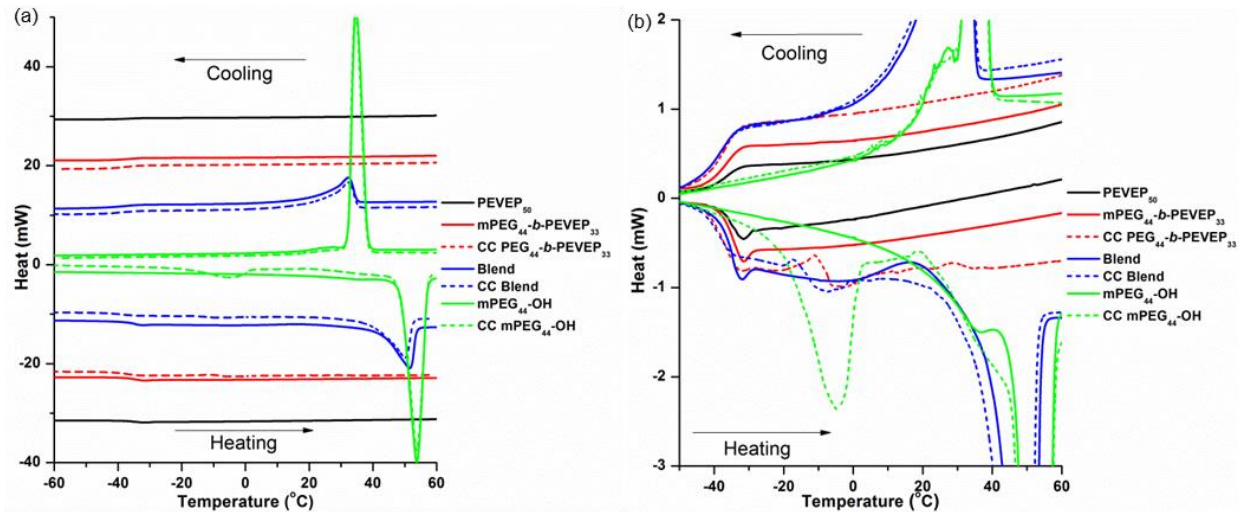 (a)
Heat (mW)
40
20
0
-20
-40
Cooling
Heating
-60 -40 -20 0 20 40 60
Temperature (°C)
PEVEP₅₀
mPEG₄₄-b-PEVEP₃₃
CC PEG₄₄-b-PEVEP₃₃
Blend
CC Blend
mPEG₄₄-OH
CC mPEG₄₄-OH
(b)
Heat (mW)
2
1
0
-1
-2
-3
Cooling
Heating
-40 -20 0 20 40 60
Temperature (°C)
PEVEP₅₀
mPEG₄₄-b-PEVEP₃₃
CC PEG₄₄-b-PEVEP₃₃
Blend
CC Blend
mPEG₄₄-OH
CC mPEG₄₄-OH